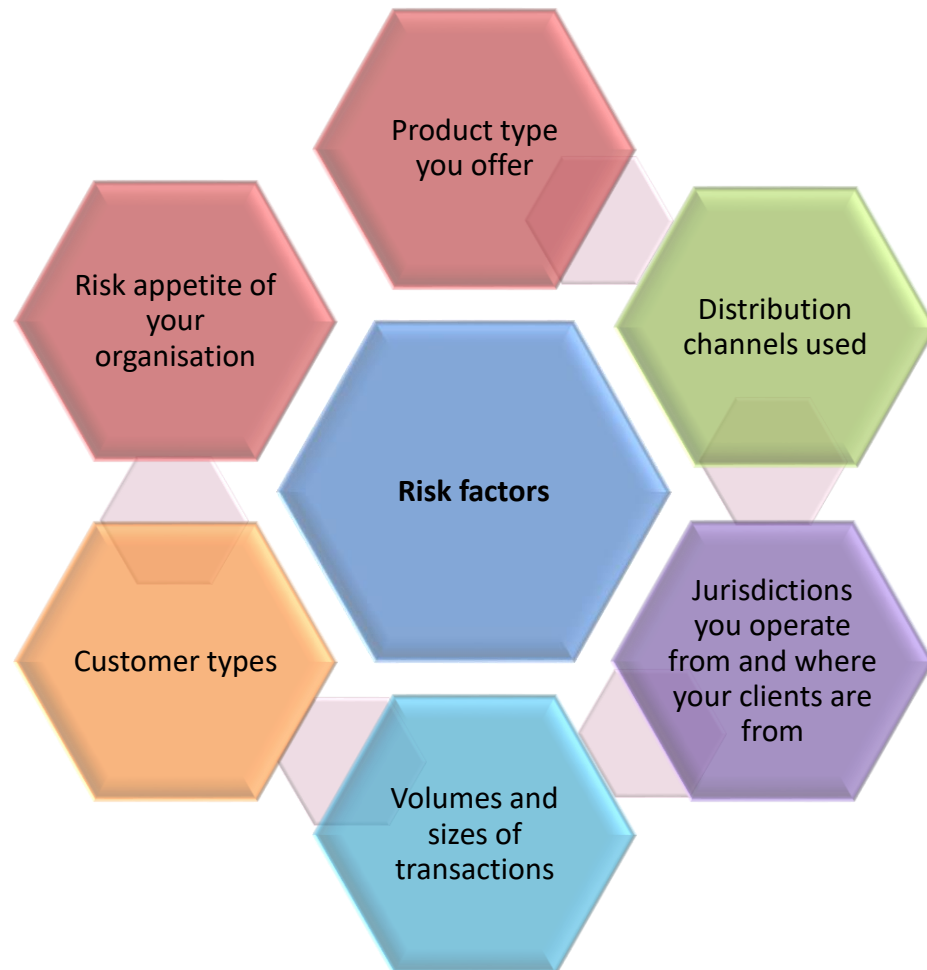 Product type
you offer
Risk appetite of
your
organisation
Distribution
channels used
Risk factors
Customer types
Jurisdictions
you operate
from and where
your clients are
from
Volumes and
sizes of
transactions